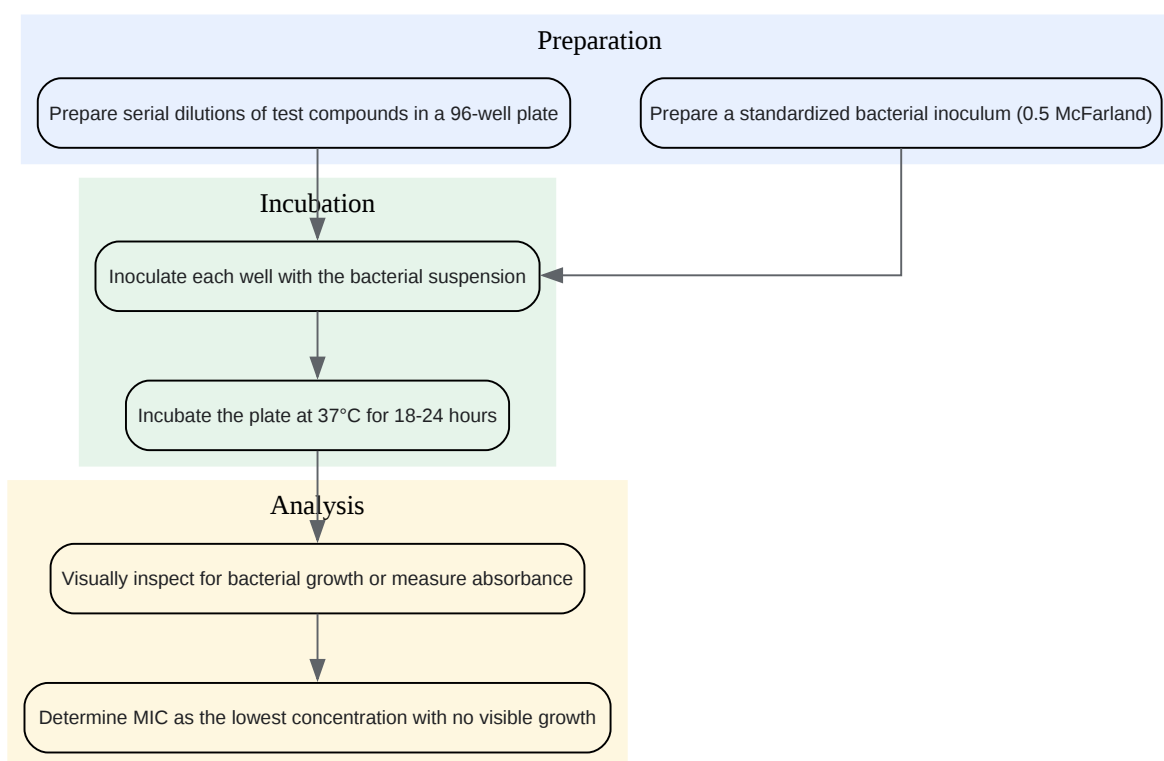 Preparation
Prepare serial dilutions of test compounds in a 96-well plate
Prepare a standardized bacterial inoculum (0.5 McFarland)
Incubation
Inoculate each well with the bacterial suspension
Incubate the plate at 37°C for 18-24 hours
Analysis
Visually inspect for bacterial growth or measure absorbance
Determine MIC as the lowest concentration with no visible growth